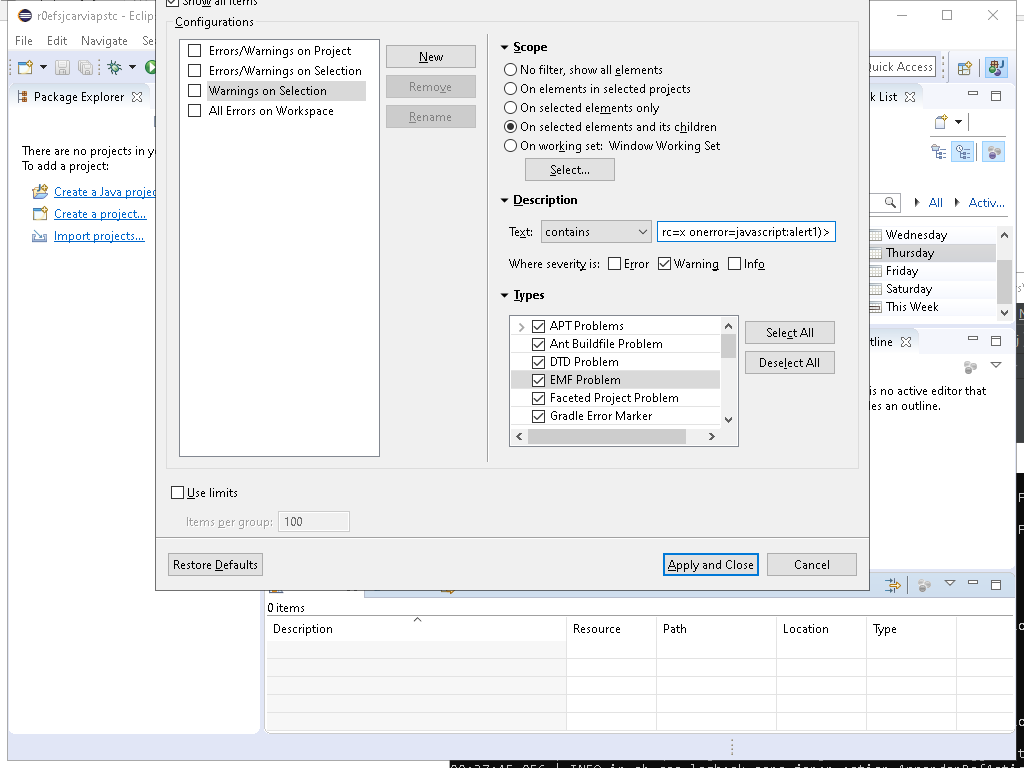 Show all items
r0efsjcarviapstc - Eclip
Configurations
File Edit Navigate Se
Errors/Warnings on Project
Errors/Warnings on Selection
Warnings on Selection
All Errors on Workspace
New
Remove
Rename
Scope
No filter, show all elements
On elements in selected projects
On selected elements only
On selected elements and its children
On working set: Window Working Set
Select...
Description
Text: contains rc=x onerror=javascript:alert1)>
Where severity is: Error Warning Info
Types
APT Problems
Ant Buildfile Problem
DTD Problem
EMF Problem
Faceted Project Problem
Gradle Error Marker
Select All
Deselect All
Use limits
Items per group: 100
Restore Defaults
Apply and Close
Cancel
Package Explorer
There are no projects in y
To add a project:
Create a Java projec
Create a project...
Import projects...
uick Access
k List
All Activ...
Wednesday
Thursday
Friday
Saturday
This Week
tline
is no active editor that
des an outline.
0 items
Description Resource Path Location Type